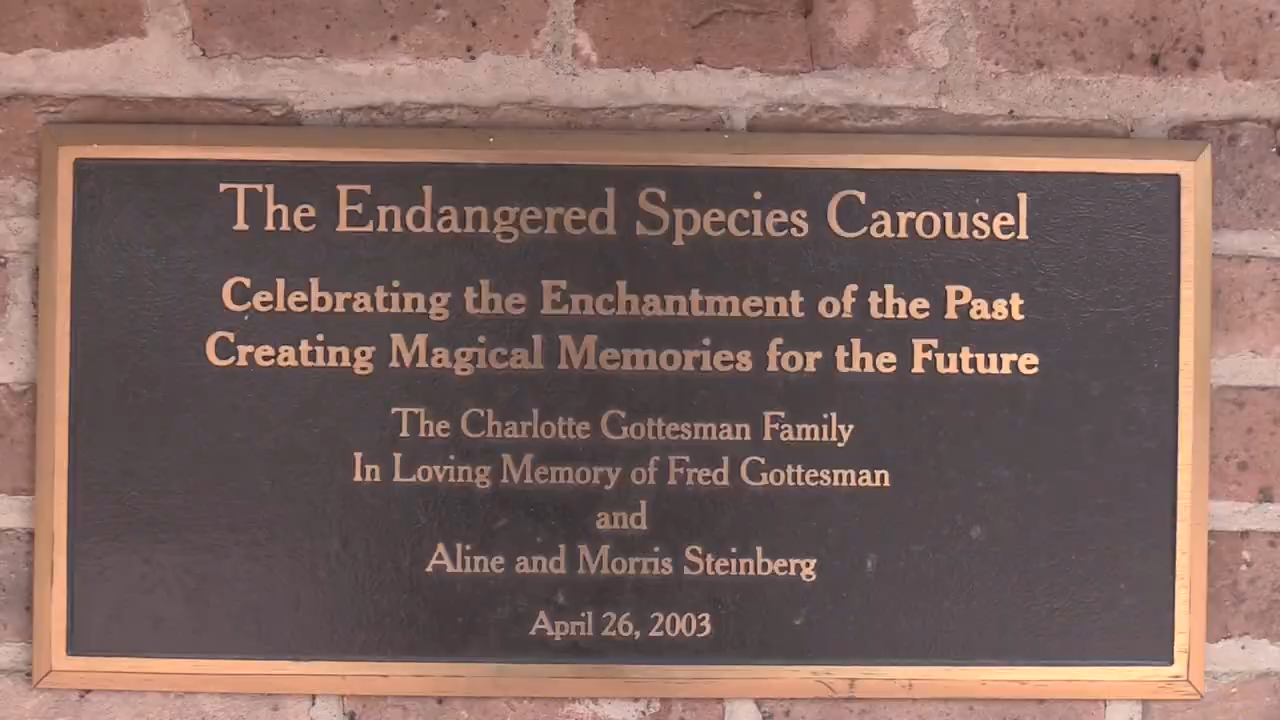 The Endangered Species Carousel
Celebrating the Enchantment of the Past
Creating Magical Memories for the Future
The Charlotte Gottesman Family
In Loving Memory of Fred Gottesman
and
Aline and Morris Steinberg
April 26, 2003